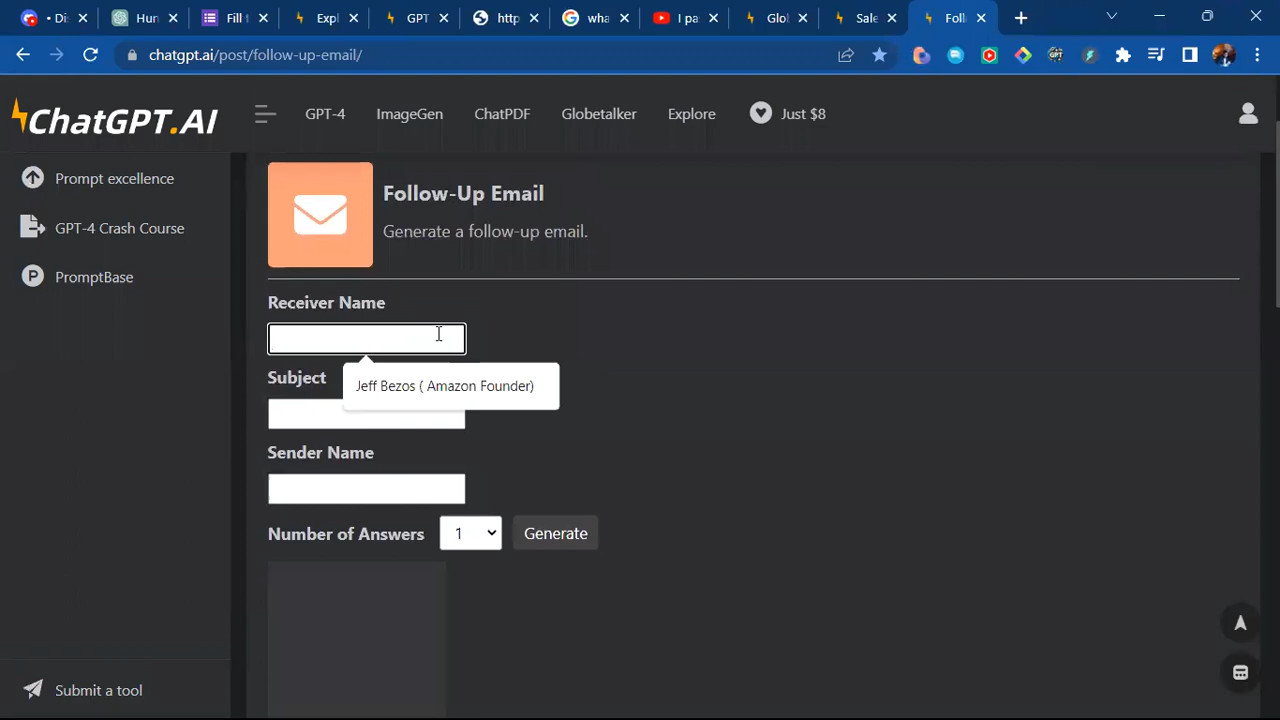 Di
Hun
Fill t
Expl
GPT
http
wha
I pa
Glo
Sale
Foll
chatgpt.ai/post/follow-up-email/
GPT
ChatGPT.AI
GPT-4
ImageGen
ChatPDF
Globetalker
Explore
Just $8
Prompt excellence
GPT-4 Crash Course
P
PromptBase
Submit a tool
Follow-Up Email
Generate a follow-up email.
Receiver Name
Jeff Bezos ( Amazon Founder)
Subject
Sender Name
Number of Answers 1 Generate